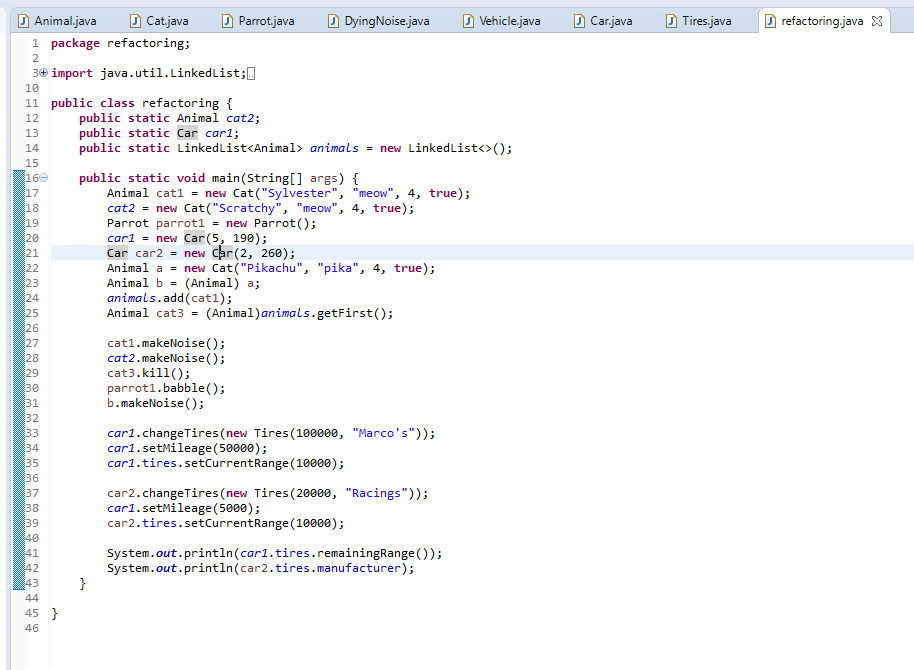 Animal.java Cat.java Parrot.java DyingNoise.java Vehicle.java Car.java Tires.java refactoring.java
1 package refactoring;
2
3 import java.util.LinkedList;
10
11 public class refactoring {
12 public static Animal cat2;
13 public static Car car1;
14 public static LinkedList<Animal> animals = new LinkedList<>();
15
16 public static void main(String[] args) {
17 Animal cat1 = new Cat("Sylvester", "meow", 4, true);
18 cat2 = new Cat("Scratchy", "meow", 4, true);
19 Parrot parrot1 = new Parrot();
20 car1 = new Car(5, 190);
21 Car car2 = new Car(2, 260);
22 Animal a = new Cat("Pikachu", "pika", 4, true);
23 Animal b = (Animal) a;
24 animals.add(cat1);
25 Animal cat3 = (Animal)animals.getFirst();
26
27 cat1.makeNoise();
28 cat2.makeNoise();
29 cat3.kill();
30 parrot1.babble();
31 b.makeNoise();
32
33 car1.changeTires(new Tires(100000, "Marco's"));
34 car1.setMileage(50000);
35 car1.tires.setCurrentRange(10000);
36
37 car2.changeTires(new Tires(20000, "Racings"));
38 car1.setMileage(5000);
39 car2.tires.setCurrentRange(10000);
40
41 System.out.println(car1.tires.remainingRange());
42 System.out.println(car2.tires.manufacturer);
43 }
44
45 }
46